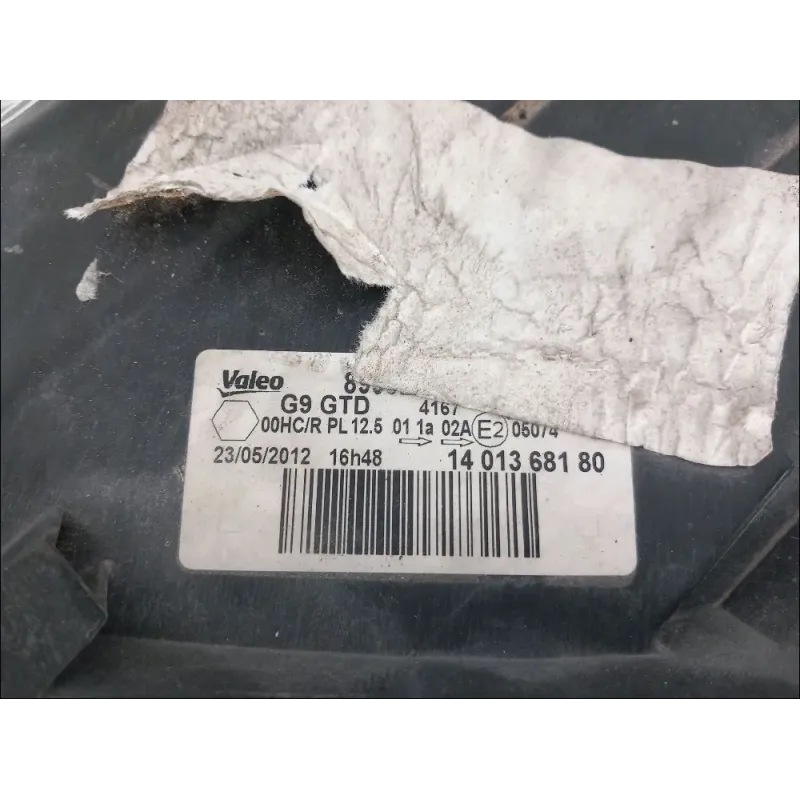 Valeo
G9 GTD 4167
00HC/R PL 12.5 01 1a 02A E2 05074
23/05/2012 16h48 14 013 681 80